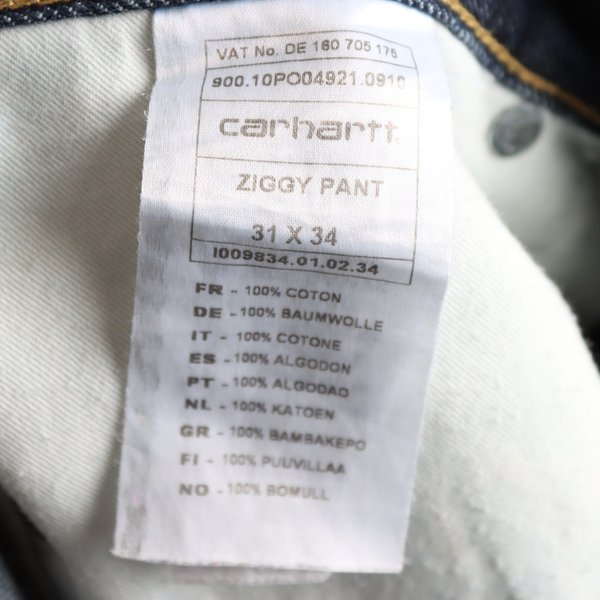 VAT No. DE 160 705 175
900.10PO04921.0910
carhartt
ZIGGY PANT
31 X 34
I009834.01.02.34
FR - 100% COTON
DE - 100% BAUMWOLLE
IT - 100% COTONE
ES - 100% ALGODON
PT - 100% ALGODAO
NL - 100% KATOEN
GR - 100% BAMBAKEPO
FI - 100% PUUVILLAA
NO - 100% BOMULL